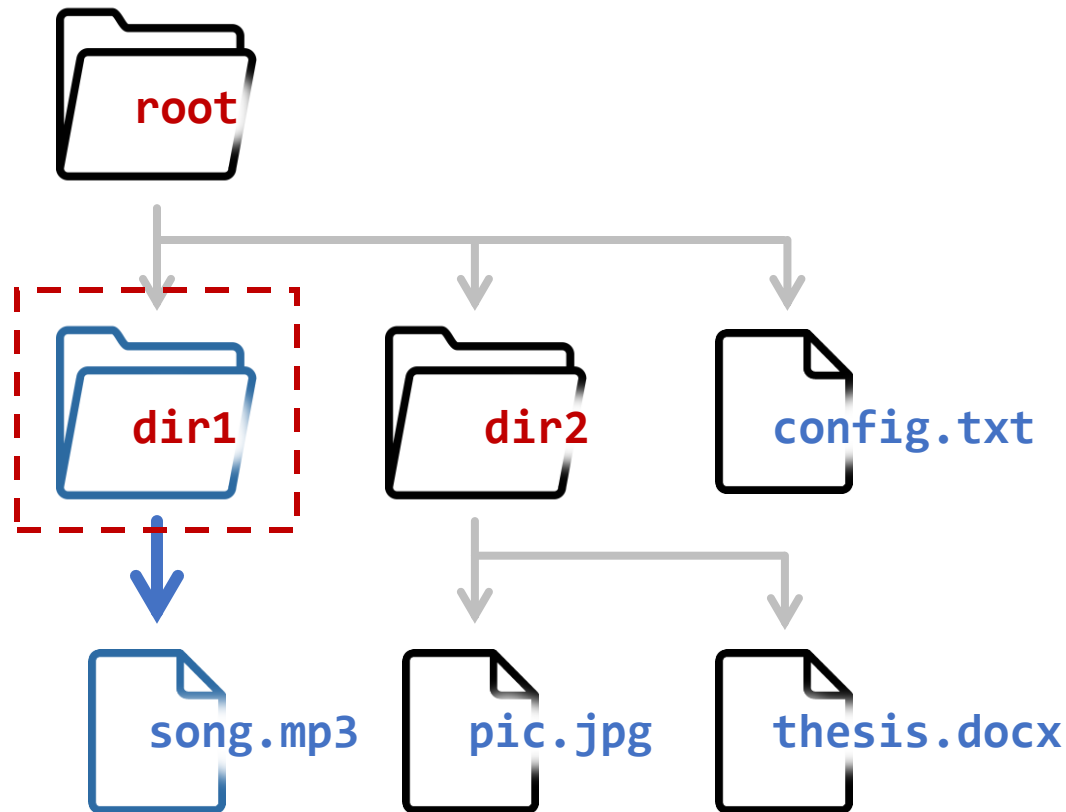 root
dir1
dir2
config.txt
song.mp3
pic.jpg
thesis.docx